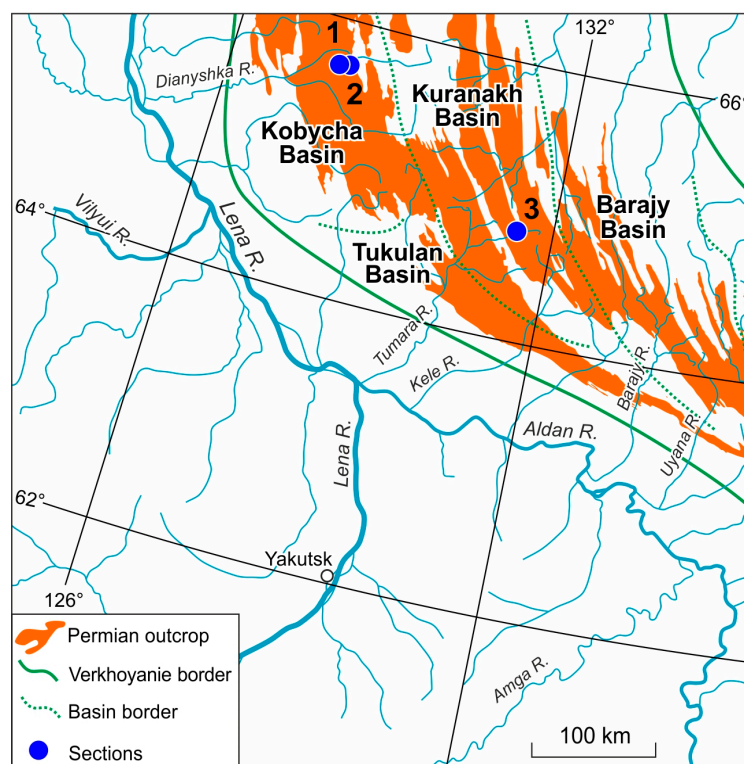 1
132°
Dianyshka R.
2
Kuranakh
Basin
66°
Kobycha
Basin
64°
Vilyui R.
Lena R.
3
Barajy
Basin
Tukulan
Basin
Tumara R.
Kele R.
Barajy R.
Aldan R.
Uyana R.
Lena R.
62°
Yakutsk
126°
Amga R.
Permian outcrop
Verkhoyanie border
Basin border
Sections
100 km